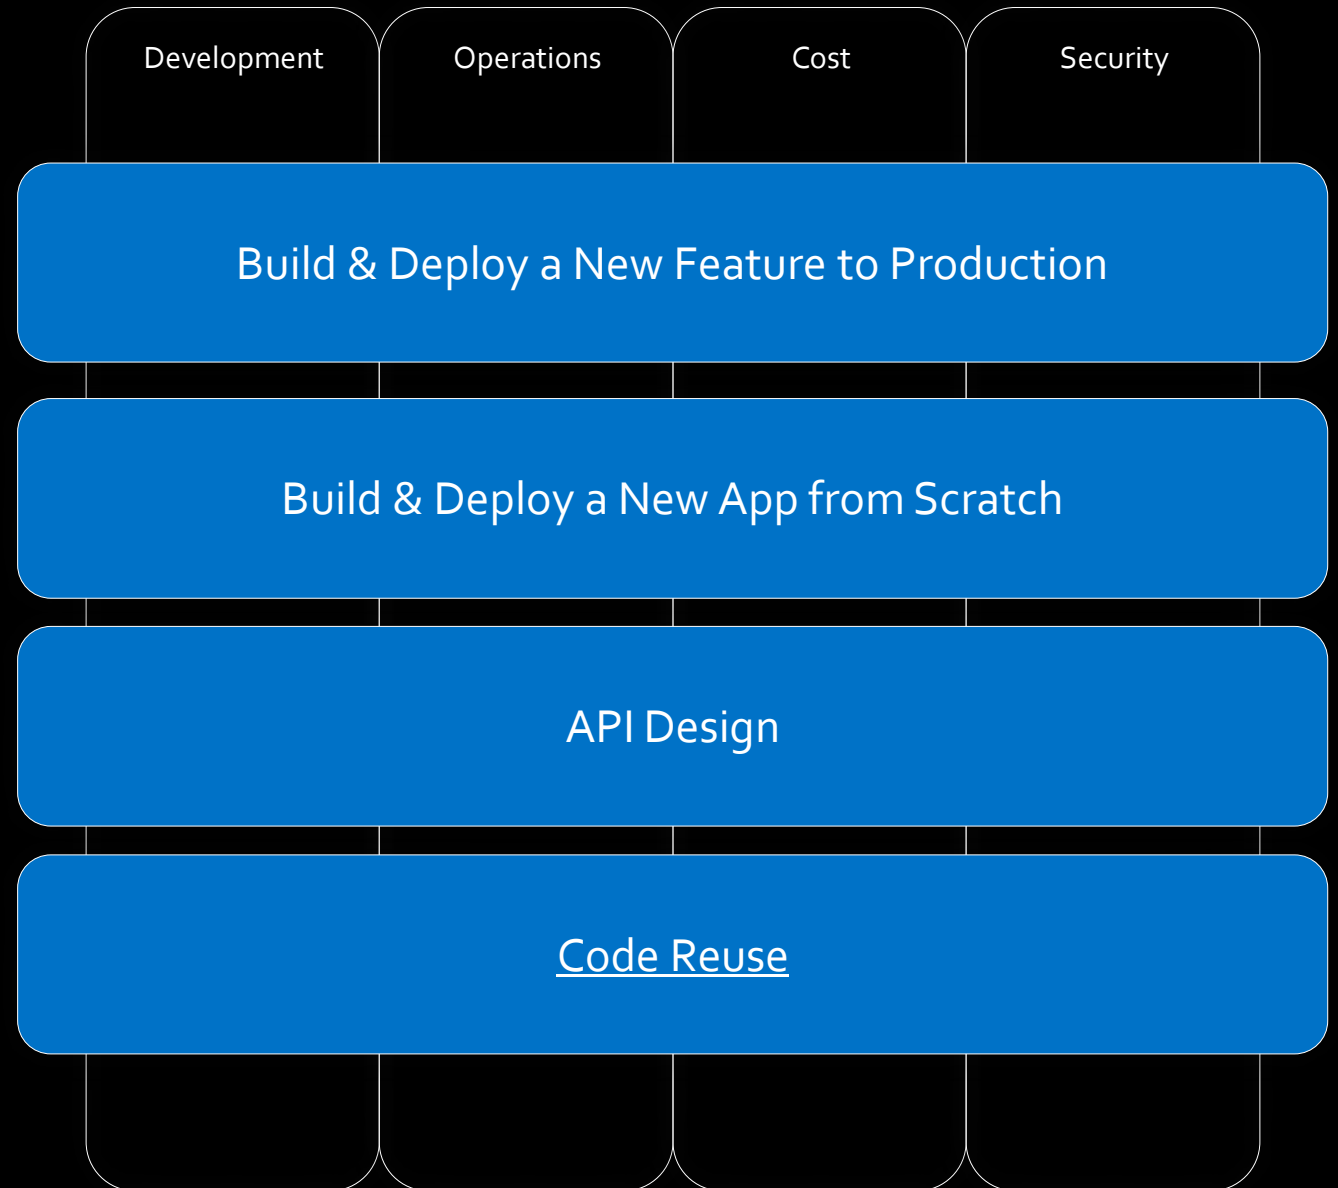 Development
Operations
Cost
Security
Build & Deploy a New Feature to Production
Build & Deploy a New App from Scratch
API Design
Code Reuse